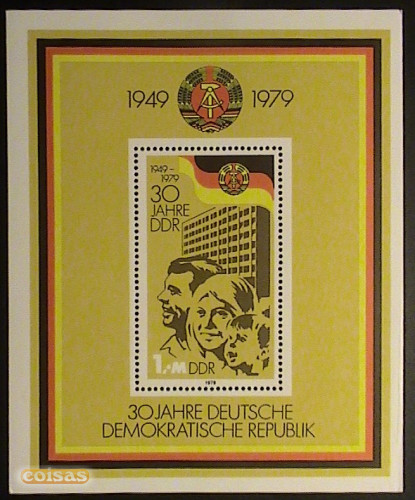 1949 1979
1949-
1979
30
JAHRE
DDR
1,-M DDR
1979
30 JAHRE DEUTSCHE
DEMOKRATISCHE REPUBLIK
coisas